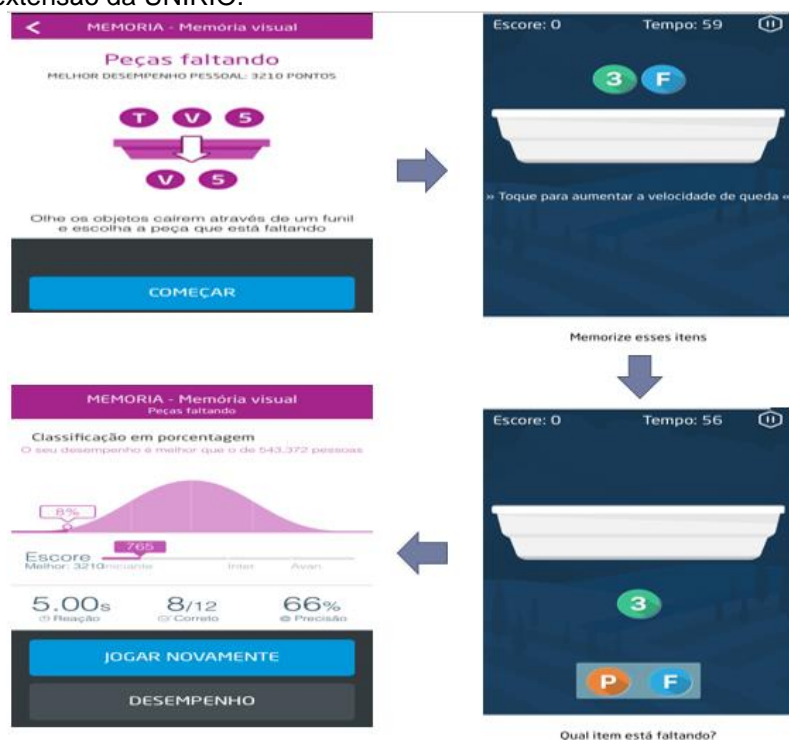 extensão da UNIRIO.
MEMORIA - Memória visual
Peças faltando
MELHOR DESEMPENHO PESSOAL: 3210 PONTOS
T V 5
V 5
Olhe os objetos caírem através de um funil
e escolha a peça que está faltando
COMEÇAR
Escore: 0 Tempo: 59
3 F
» Toque para aumentar a velocidade de queda «
Memorize esses itens
Escore: 0 Tempo: 56
3
P F
Qual item está faltando?
MEMORIA - Memória visual
Peças faltando
Classificação em porcentagem
O seu desempenho é melhor que o de 543,372 pessoas
8%
765
Escore
Melhor: 3210 Inter Avan.
5.00s 8/12 66%
Reação Correto Precisão
JOGAR NOVAMENTE
DESEMPENHO